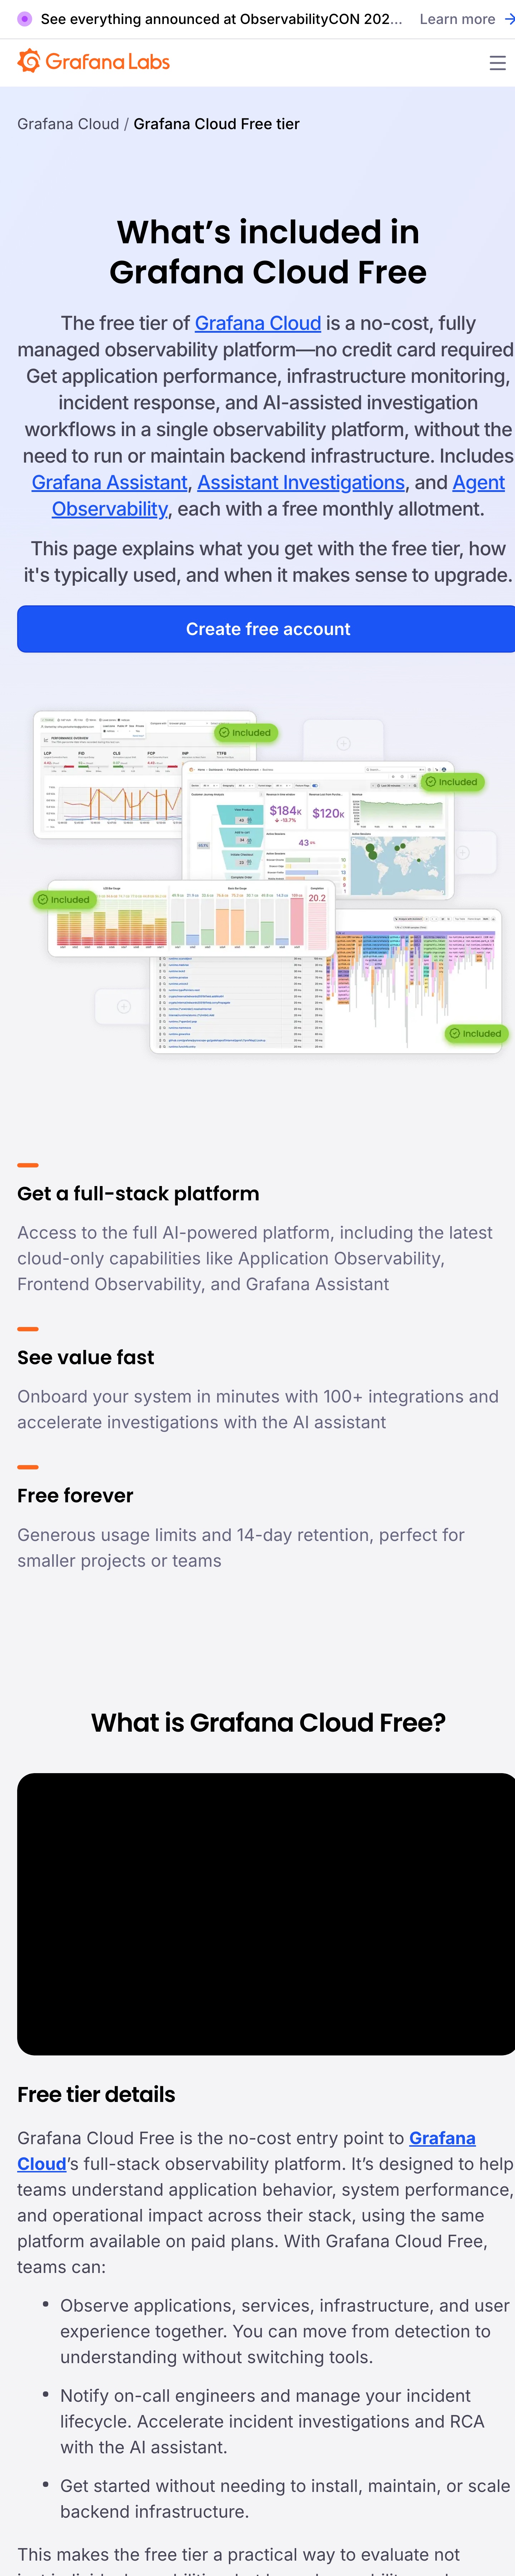 See everything announced at ObservabilityCON 202... Learn more →
Grafana Labs
Grafana Cloud / Grafana Cloud Free tier
What’s included in
Grafana Cloud Free
The free tier of Grafana Cloud is a no-cost, fully
managed observability platform—no credit card required
Get application performance, infrastructure monitoring,
incident response, and AI-assisted investigation
workflows in a single observability platform, without the
need to run or maintain backend infrastructure. Includes
Grafana Assistant, Assistant Investigations, and Agent
Observability, each with a free monthly allotment.
This page explains what you get with the free tier, how
it's typically used, and when it makes sense to upgrade.
Create free account
Included
PERFORMANCE OVERVIEW
LCP FID CLS FCP INP TTFB
Included
$184K
$120K
43
Included
20.2
Included
Get a full-stack platform
Access to the full AI-powered platform, including the latest
cloud-only capabilities like Application Observability,
Frontend Observability, and Grafana Assistant
See value fast
Onboard your system in minutes with 100+ integrations and
accelerate investigations with the AI assistant
Free forever
Generous usage limits and 14-day retention, perfect for
smaller projects or teams
What is Grafana Cloud Free?
Free tier details
Grafana Cloud Free is the no-cost entry point to Grafana
Cloud’s full-stack observability platform. It’s designed to help
teams understand application behavior, system performance,
and operational impact across their stack, using the same
platform available on paid plans. With Grafana Cloud Free,
teams can:
• Observe applications, services, infrastructure, and user
experience together. You can move from detection to
understanding without switching tools.
• Notify on-call engineers and manage your incident
lifecycle. Accelerate incident investigations and RCA
with the AI assistant.
• Get started without needing to install, maintain, or scale
backend infrastructure.
This makes the free tier a practical way to evaluate not